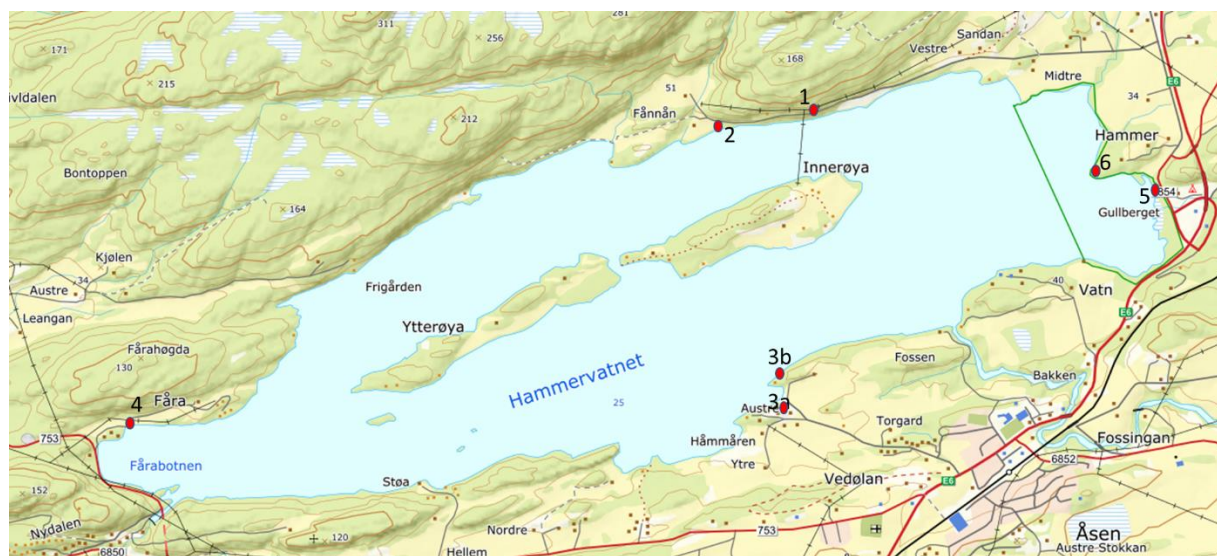 171
311
281
256
215
168
Sandan
Vestre
Midtre
E6
34
ivldalen
212
51
Fånnån
1
2
Hammer
Bontoppen
164
Innerøya
6
5
854
Gullberget
Kjølen
34
Austre
Leangan
Frigården
Ytterøya
40
Vatn
E6
Fårahøgda
130
Hammervatnet
25
3b
Fossen
Bakken
4
Fåra
3a
Austre
Torgard
753
Håmmåren
Fossingan
Fårabotnen
Ytre
6852
Støa
Vedølan
E6
152
Nordre
753
Nydalen
120
Åsen
6850
Hellem
Austre Stokkan